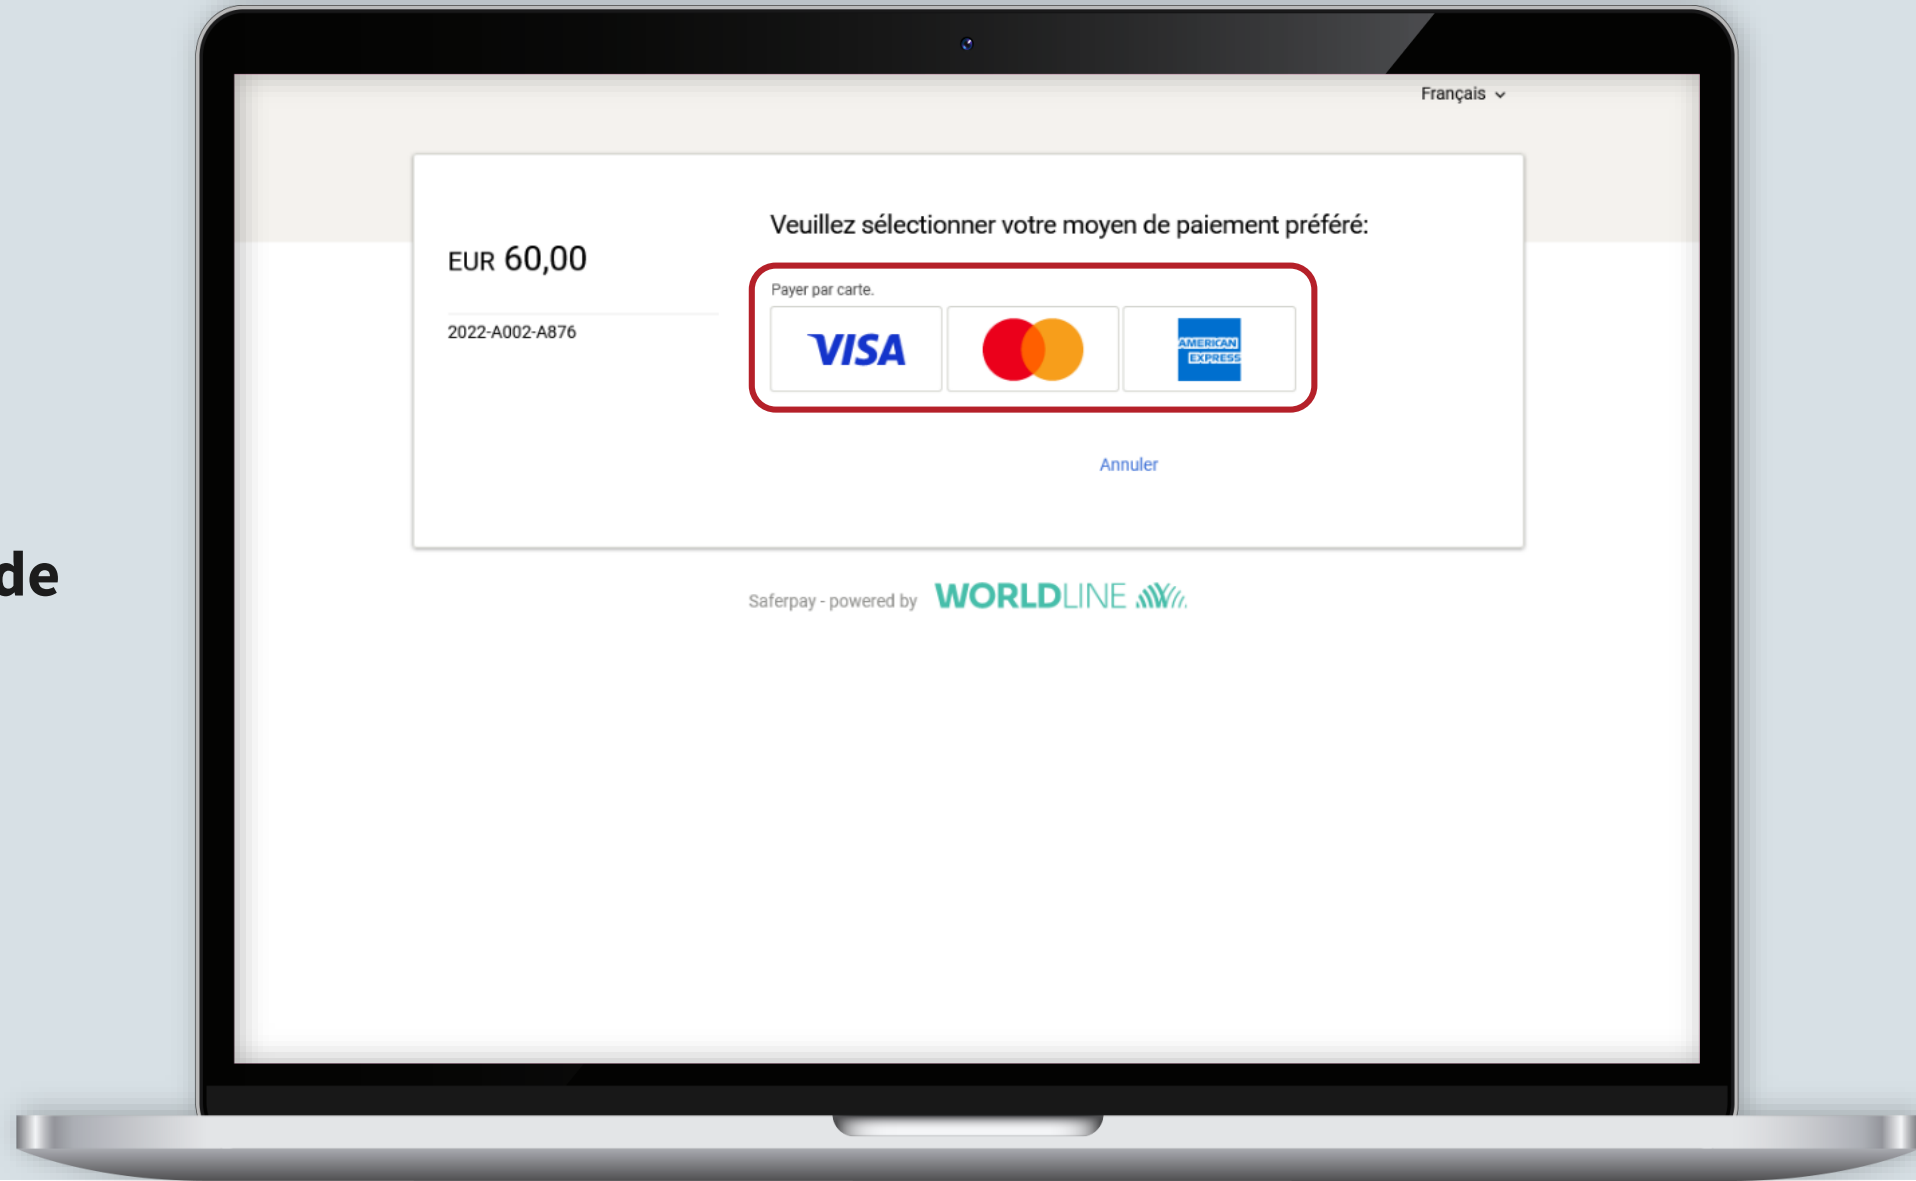 Français
Veuillez sélectionner votre moyen de paiement préféré:
EUR 60,00
Payer par carte.
2022-A002-A876
VISA
AMERICAN
EXPRESS
Annuler
de
Saferpay - powered by WORLDLINE